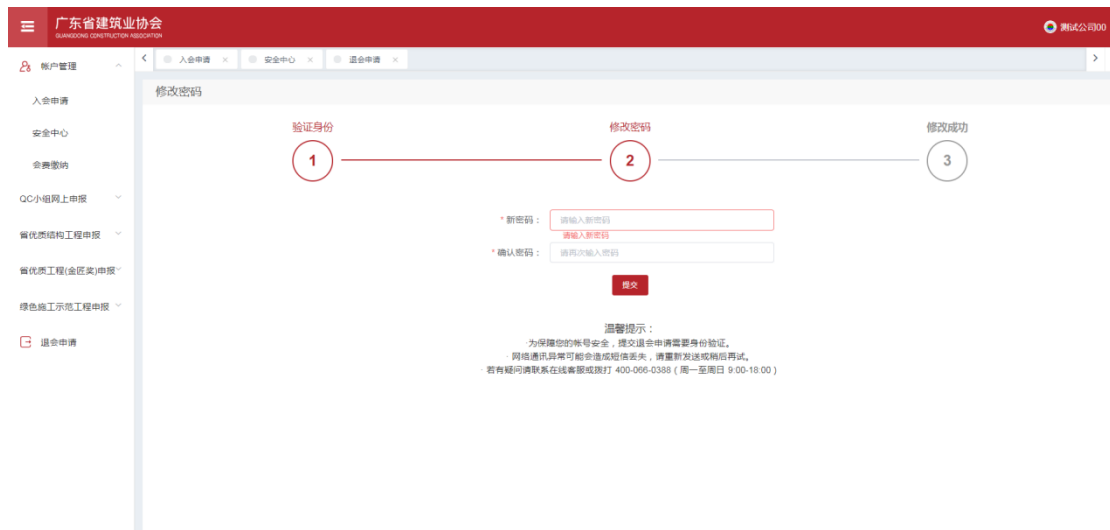 广东省建筑业协会
GUANGDONG CONSTRUCTION ASSOCIATION
测试公司00
帐户管理
入会申请
安全中心
会费缴纳
QC小组网上申报
省优质结构工程申报
省优质工程(金匠奖)申报
绿色施工示范工程申报
退会申请
入会申请 ×
安全中心 ×
退会申请 ×
修改密码
验证身份
修改密码
修改成功
1
2
3
*新密码：
请输入新密码
请输入新密码
*确认密码：
请再次输入密码
提交
温馨提示：
·为保障您的帐号安全，提交退会申请需要身份验证。
·网络通讯异常可能会造成短信丢失，请重新发送或稍后再试。
·若有疑问请联系在线客服或拨打 400-066-0388（周一至周日 9:00-18:00）